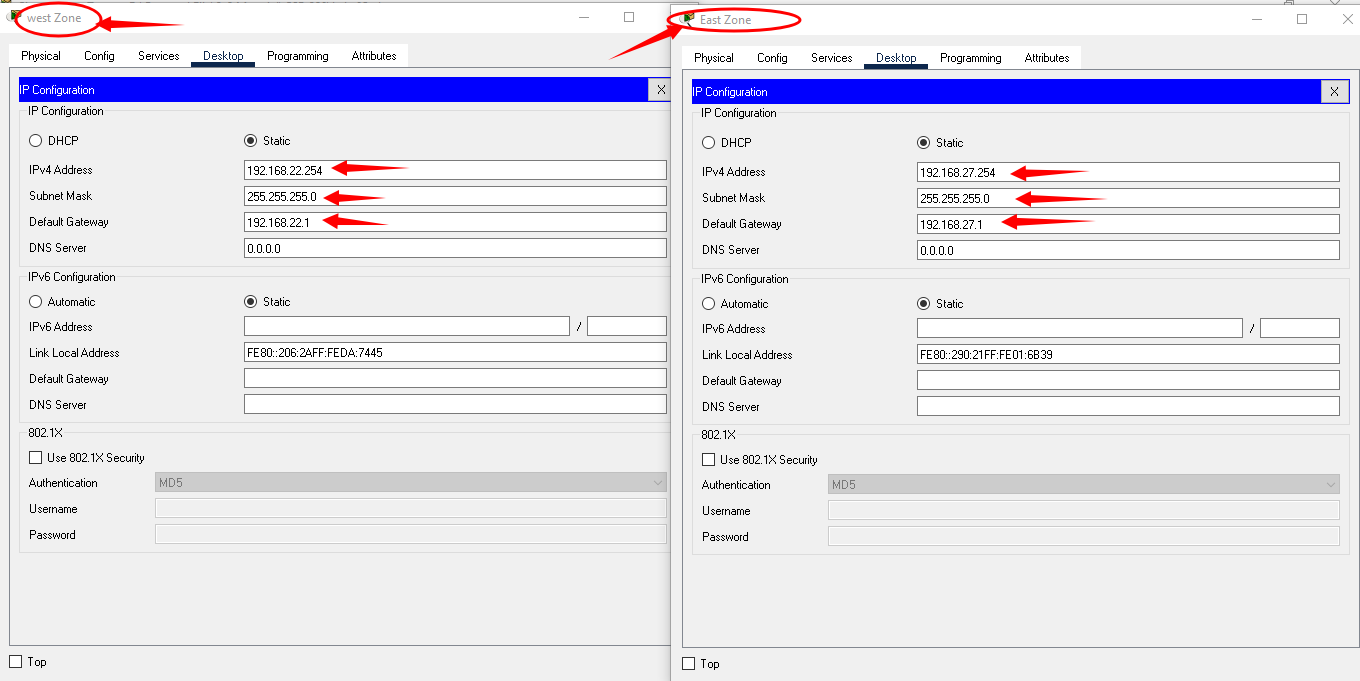 west Zone
Physical Config Services Desktop Programming Attributes
IP Configuration X
IP Configuration
DHCP Static
IPv4 Address 192.168.22.254
Subnet Mask 255.255.255.0
Default Gateway 192.168.22.1
DNS Server 0.0.0.0
IPv6 Configuration
Automatic Static
IPv6 Address /
Link Local Address FE80::206:2AFF:FEDA:7445
Default Gateway
DNS Server
802.1X
Use 802.1X Security
Authentication MD5
Username
Password
Top
East Zone
Physical Config Services Desktop Programming Attributes
IP Configuration X
IP Configuration
DHCP Static
IPv4 Address 192.168.27.254
Subnet Mask 255.255.255.0
Default Gateway 192.168.27.1
DNS Server 0.0.0.0
IPv6 Configuration
Automatic Static
IPv6 Address /
Link Local Address FE80::290:21FF:FE01:6B39
Default Gateway
DNS Server
802.1X
Use 802.1X Security
Authentication MD5
Username
Password
Top